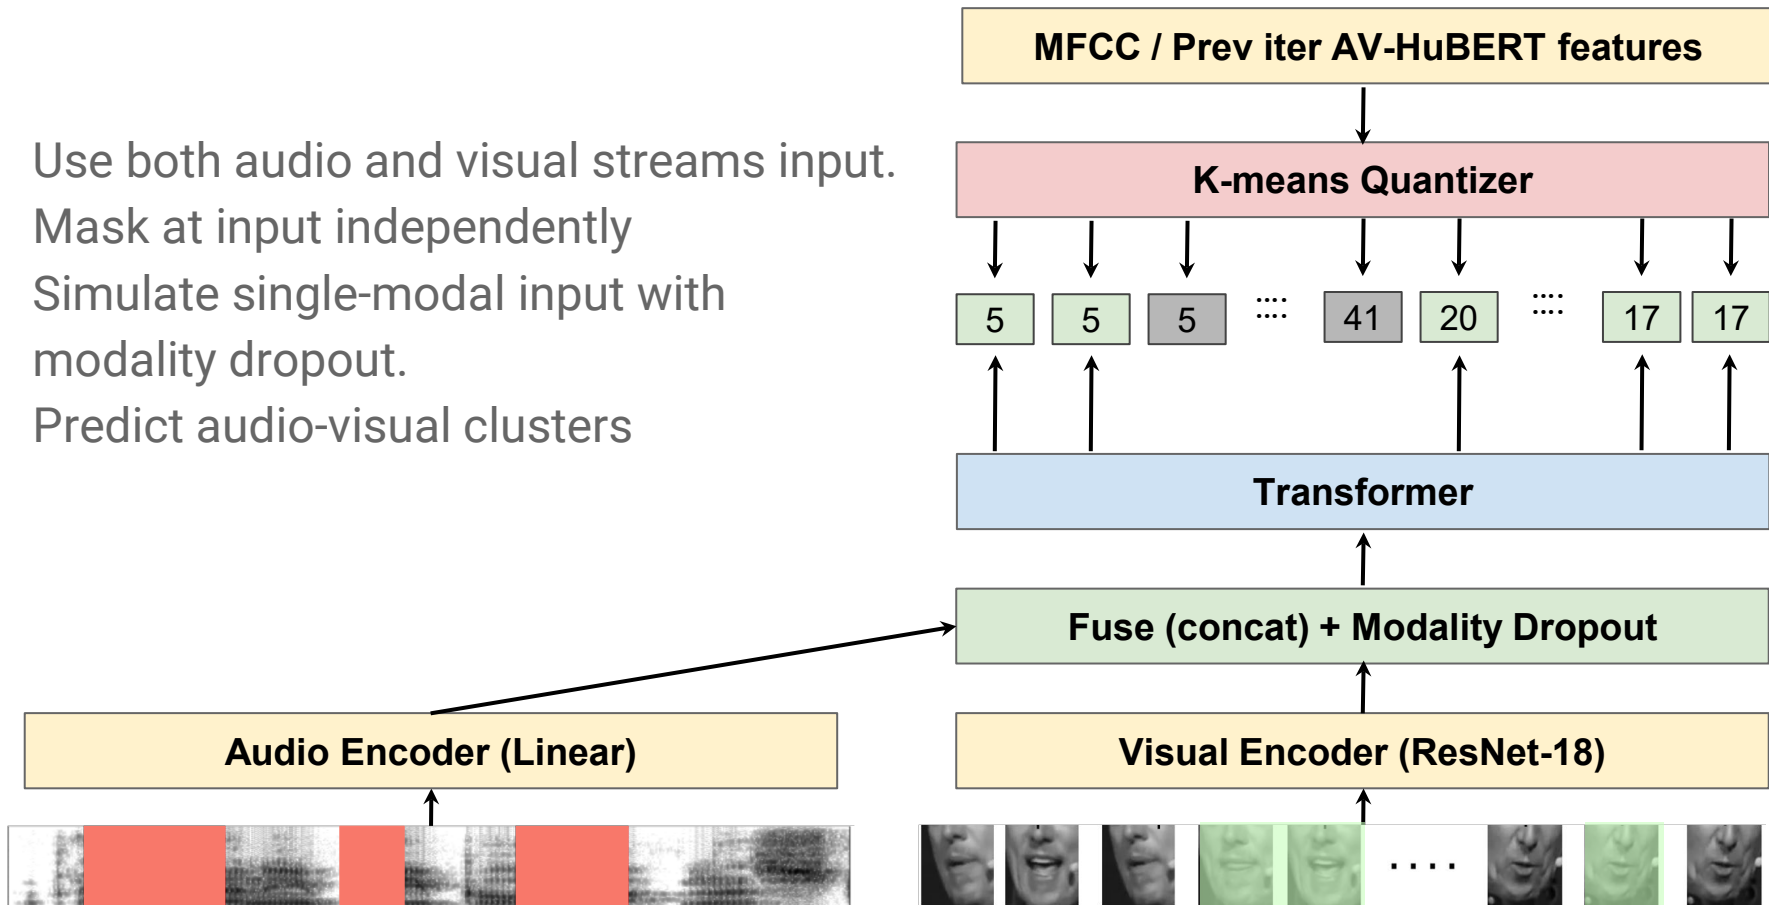 MFCC / Prev iter AV-HuBERT features
Use both audio and visual streams input.
Mask at input independently
Simulate single-modal input with
modality dropout.
Predict audio-visual clusters
K-means Quantizer
5 5 5 .... .... 41 20 .... .... 17 17
Transformer
Fuse (concat) + Modality Dropout
Audio Encoder (Linear)
Visual Encoder (ResNet-18)
. . . .